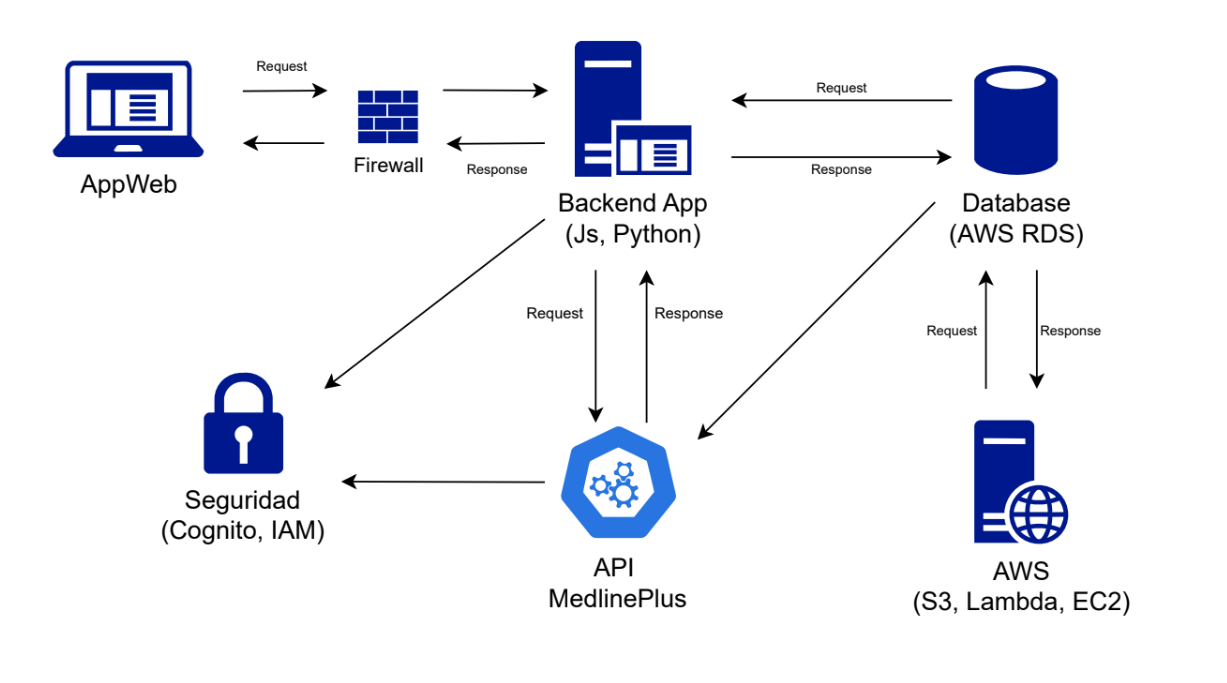 Request
Request
Firewall
Response
Response
AppWeb
Backend App
(Js, Python)
Database
(AWS RDS)
Request
Response
Request
Response
Seguridad
(Cognito, IAM)
API
MedlinePlus
AWS
(S3, Lambda, EC2)